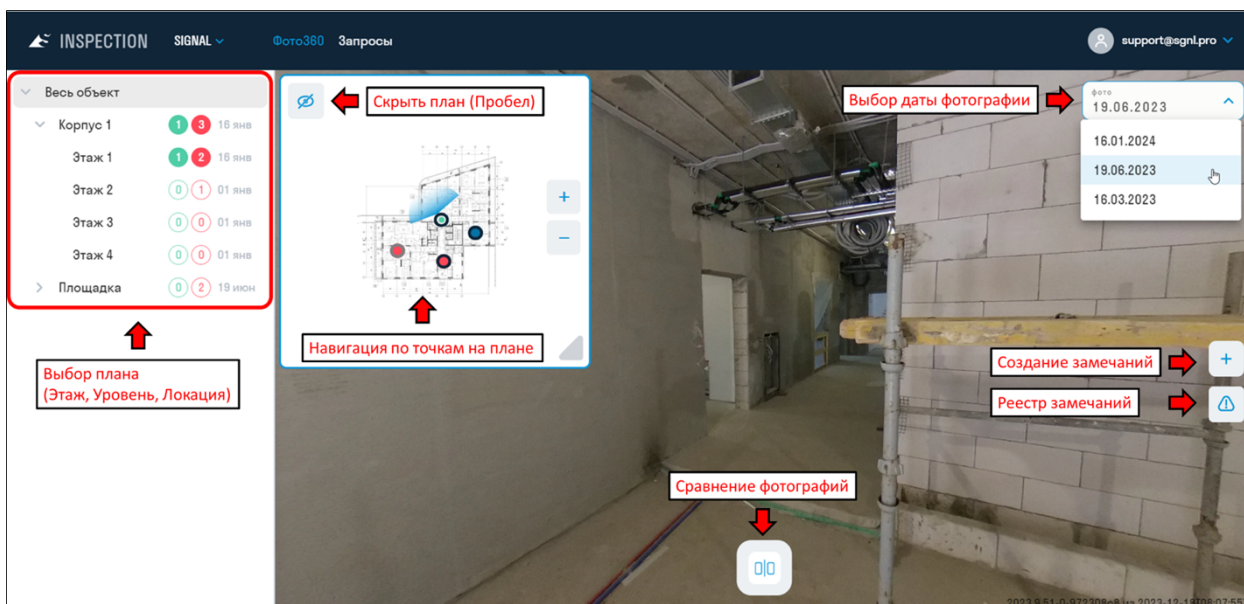 INSPECTION SIGNAL Фото360 Запросы support@sgnl.pro
Весь объект
Корпус 1 1 3 16 янв
Этаж 1 1 2 16 янв
Этаж 2 0 1 01 янв
Этаж 3 0 0 01 янв
Этаж 4 0 0 01 янв
Площадка 0 2 19 июн
Выбор плана
(Этаж, Уровень, Локация)
Скрыть план (Пробел)
+
−
Навигация по точкам на плане
Выбор даты фотографии
фото
19.06.2023
16.01.2024
19.06.2023
16.03.2023
Создание замечаний +
Реестр замечаний
Сравнение фотографий